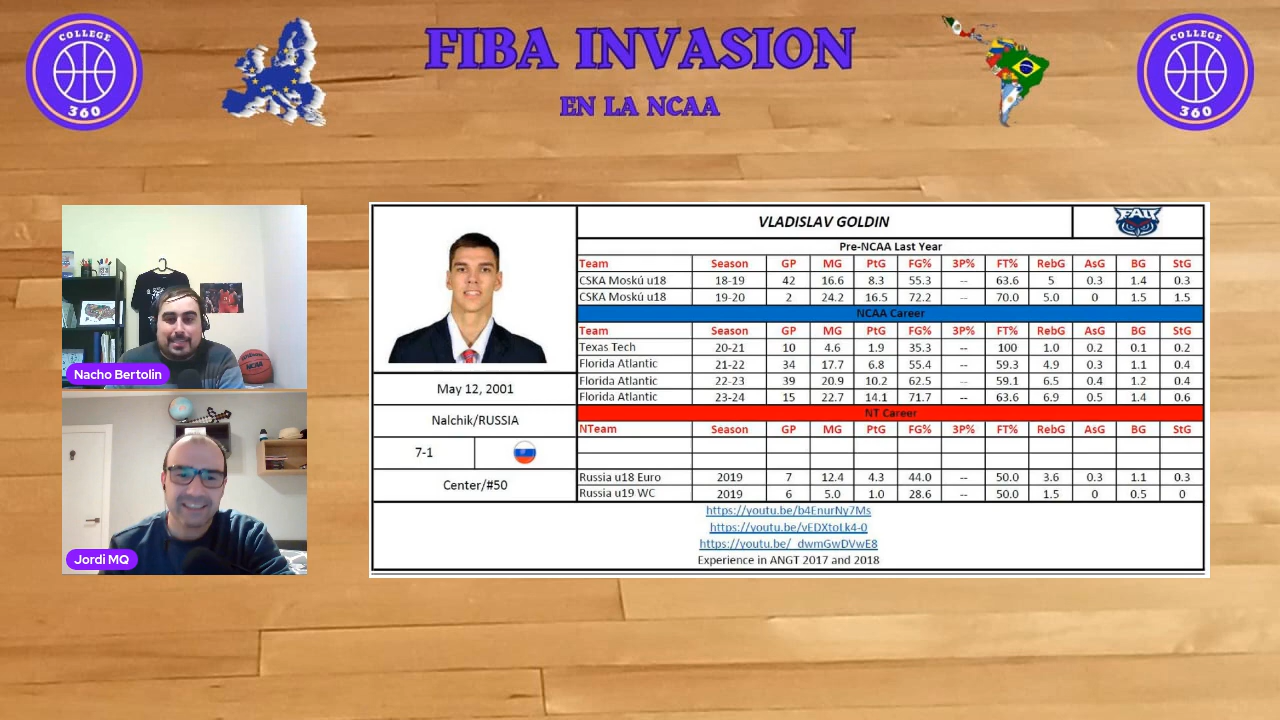 COLLEGE
360
FIBA INVASION
EN LA NCAA
COLLEGE
360
Nacho Bertolin
Jordi MQ
May 12, 2001
Nalchik/RUSSIA
7-1
Center/#50
VLADISLAV GOLDIN
FAU
Pre-NCAA Last Year
Team Season GP MG PtG FG% 3P% FT% RebG AsG BG StG
CSKA Moskú u18 18-19 42 16.6 8.3 55.3 -- 63.6 5 0.3 1.4 0.3
CSKA Moskú u18 19-20 2 24.2 16.5 72.2 -- 70.0 5.0 0 1.5 1.5
NCAA Career
Team Season GP MG PtG FG% 3P% FT% RebG AsG BG StG
Texas Tech 20-21 10 4.6 1.9 35.3 -- 100 1.0 0.2 0.1 0.2
Florida Atlantic 21-22 34 17.7 6.8 55.4 -- 59.3 4.9 0.3 1.1 0.4
Florida Atlantic 22-23 39 20.9 10.2 62.5 -- 59.1 6.5 0.4 1.2 0.4
Florida Atlantic 23-24 15 22.7 14.1 71.7 -- 63.6 6.9 0.5 1.4 0.6
NT Career
NTeam Season GP MG PtG FG% 3P% FT% RebG AsG BG StG
Russia u18 Euro 2019 7 12.4 4.3 44.0 -- 50.0 3.6 0.3 1.1 0.3
Russia u19 WC 2019 6 5.0 1.0 28.6 -- 50.0 1.5 0 0.5 0
https://youtu.be/b4EnurNy7Ms
https://youtu.be/vEDXtoLk4-0
https://youtu.be/_dwmGwDVwE8
Experience in ANGT 2017 and 2018